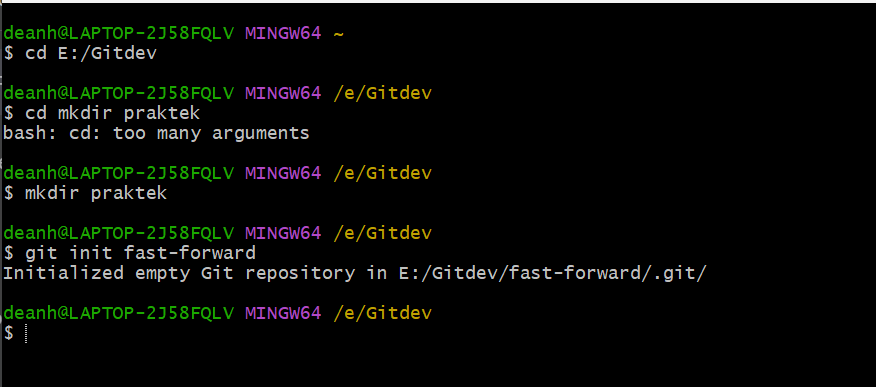 deanh@LAPTOP-2J58FQLV MINGW64 ~
$ cd E:/Gitdev
deanh@LAPTOP-2J58FQLV MINGW64 /e/Gitdev
$ cd mkdir praktek
bash: cd: too many arguments
deanh@LAPTOP-2J58FQLV MINGW64 /e/Gitdev
$ mkdir praktek
deanh@LAPTOP-2J58FQLV MINGW64 /e/Gitdev
$ git init fast-forward
Initialized empty Git repository in E:/Gitdev/fast-forward/.git/
deanh@LAPTOP-2J58FQLV MINGW64 /e/Gitdev
$